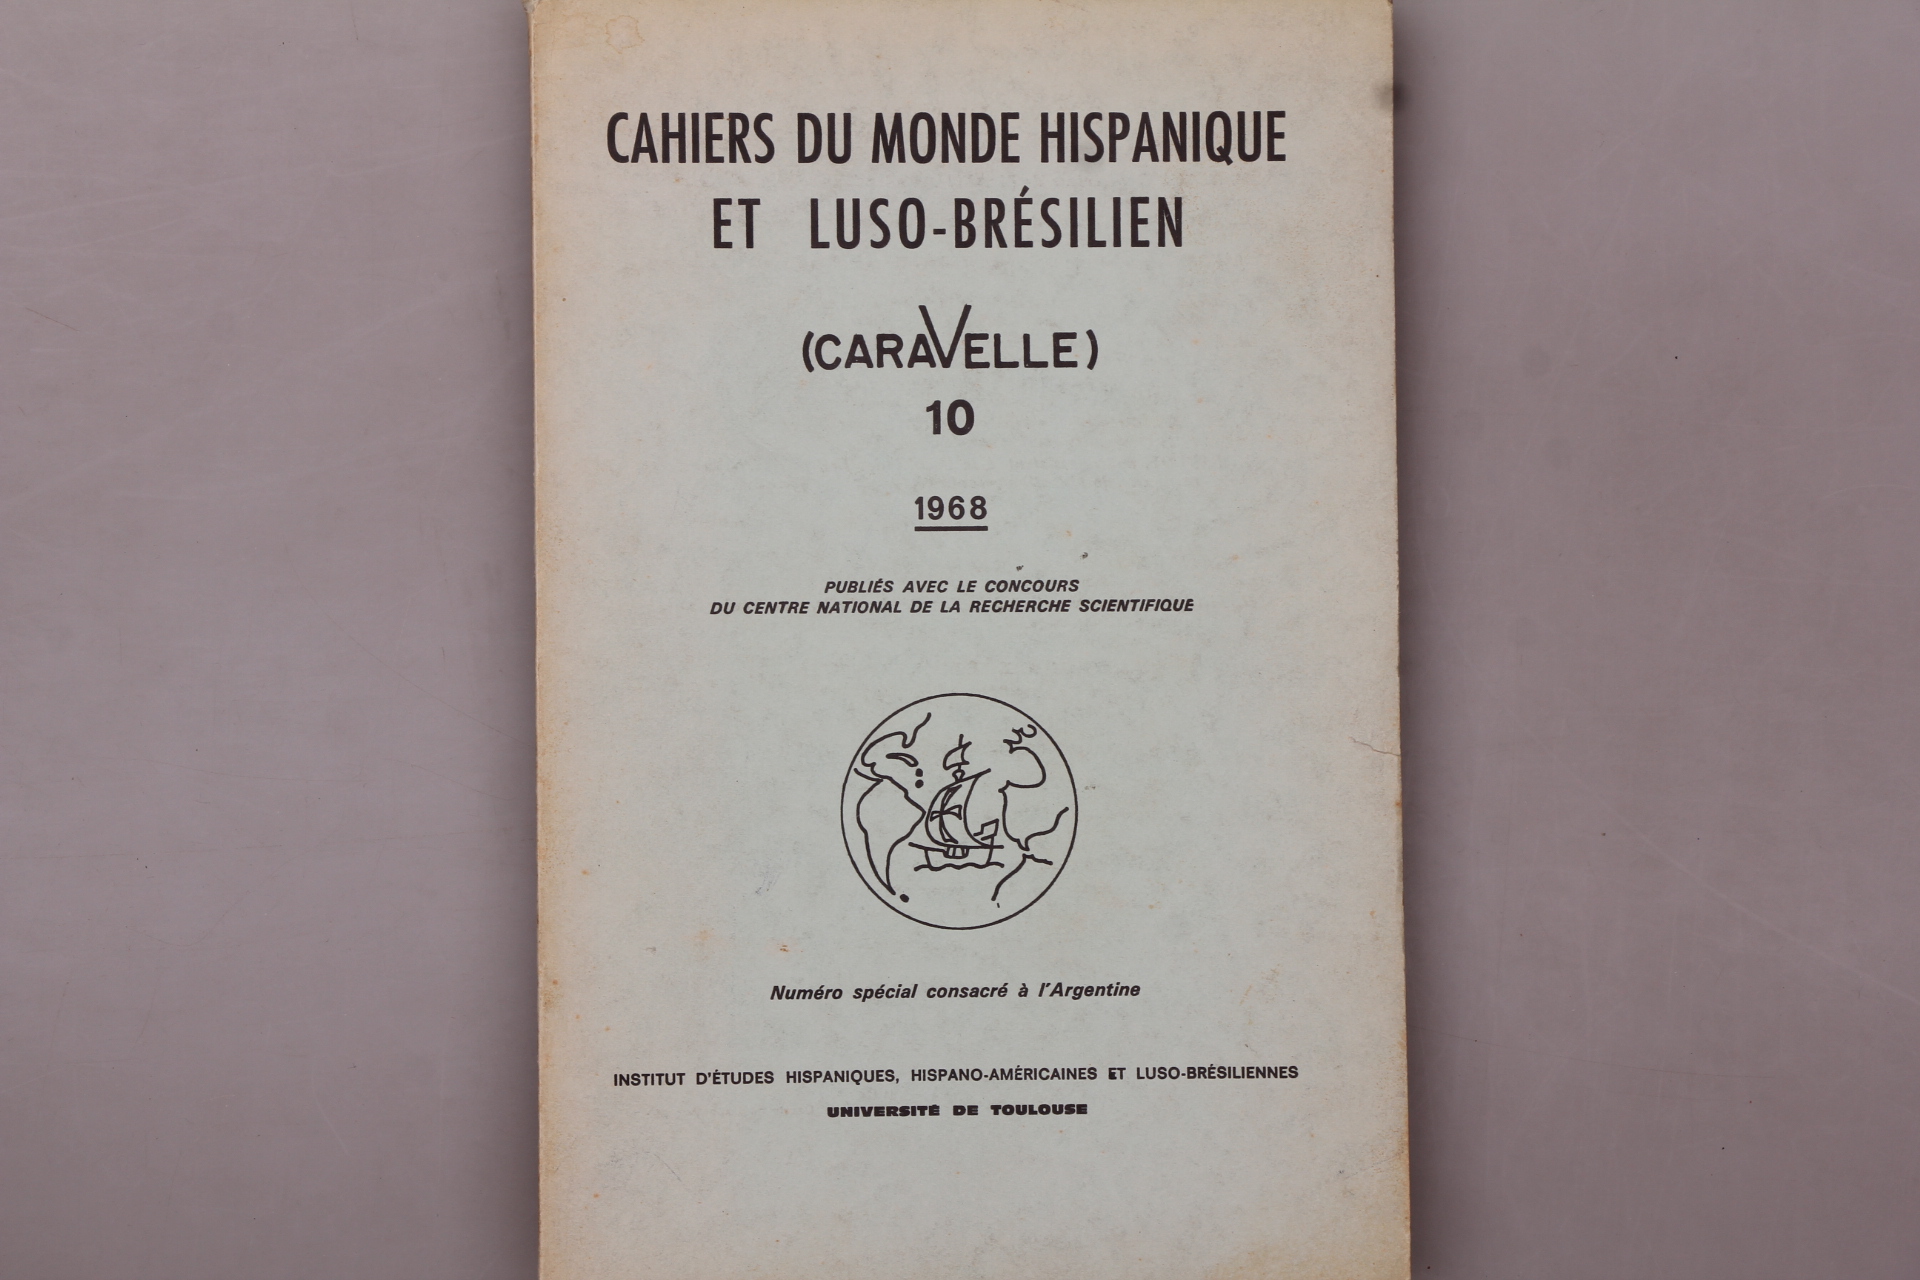 CAHIERS DU MONDE HISPANIQUE
ET LUSO-BRÉSILIEN
(CARAVELLE)
10
1968
PUBLIÉS AVEC LE CONCOURS
DU CENTRE NATIONAL DE LA RECHERCHE SCIENTIFIQUE
Numéro spécial consacré à l'Argentine
INSTITUT D'ÉTUDES HISPANIQUES, HISPANO-AMÉRICAINES ET LUSO-BRÉSILIENNES
UNIVERSITÉ DE TOULOUSE